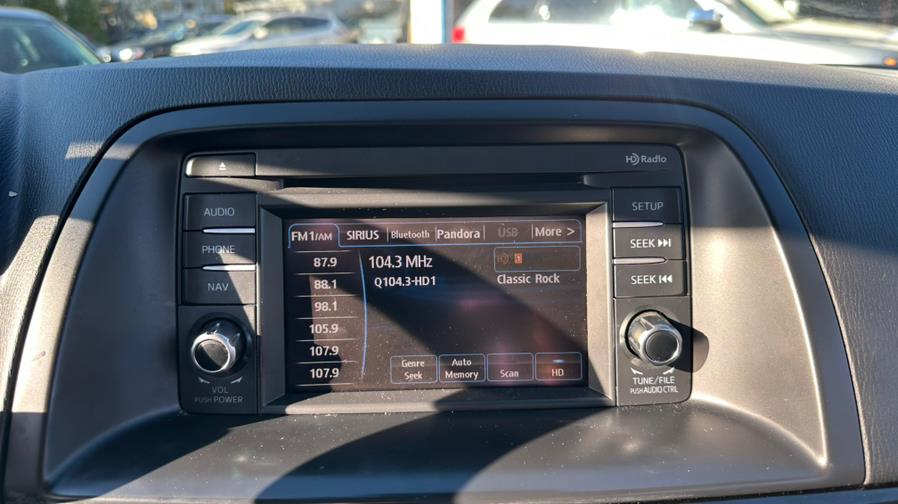 HD Radio
AUDIO
PHONE
NAV
VOL
PUSH POWER
FM1/AM SIRIUS Bluetooth Pandora USB More >
87.9
88.1
98.1
105.9
107.9
107.9
104.3 MHz
Q104.3-HD1
HD 1
Classic Rock
Genre
Seek
Auto
Memory
Scan
HD
SETUP
SEEK
SEEK
TUNE/FILE
PUSH AUDIO CTRL